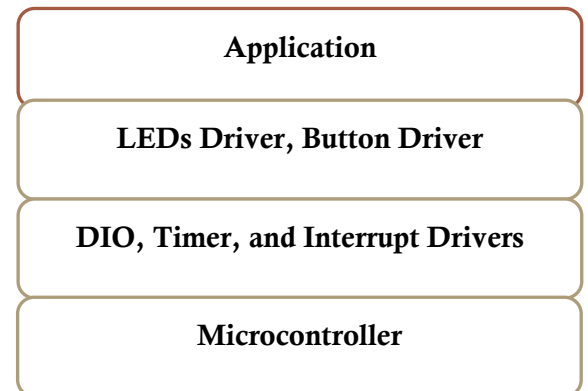 Application
LEDs Driver, Button Driver
DIO, Timer, and Interrupt Drivers
Microcontroller